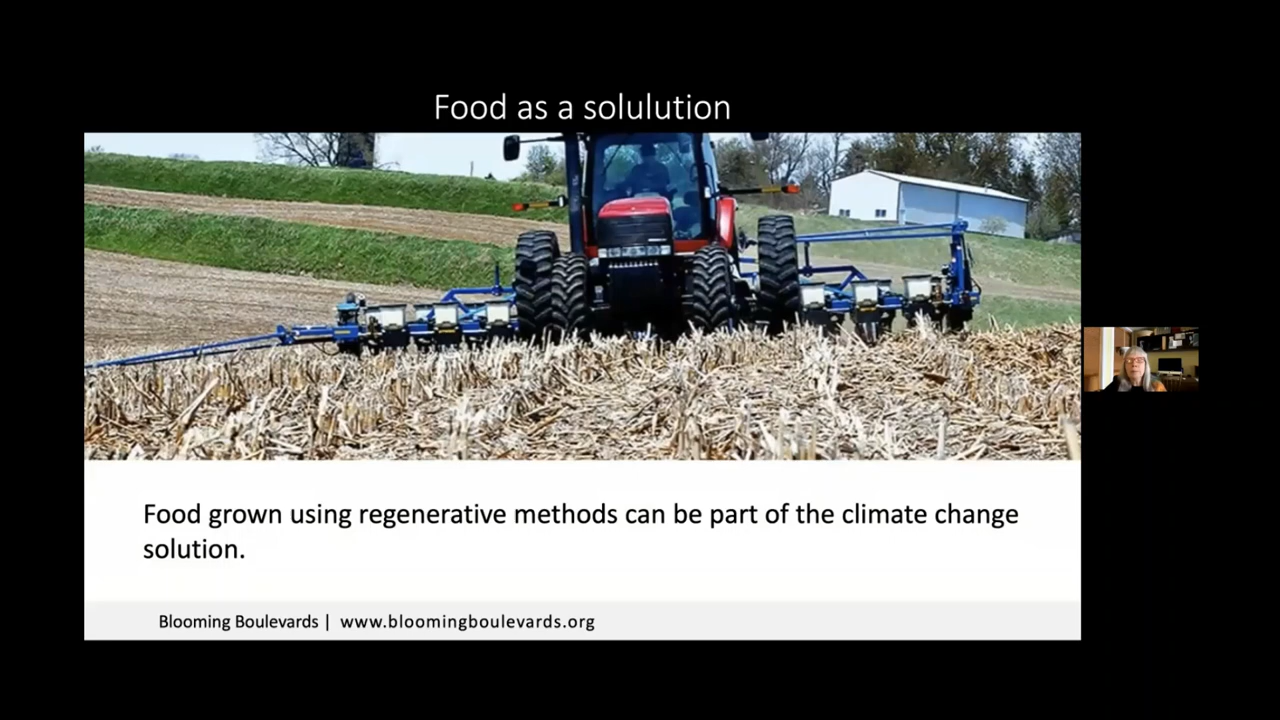 Food as a solulution
Food grown using regenerative methods can be part of the climate change
solution.
Blooming Boulevards | www.bloomingboulevards.org